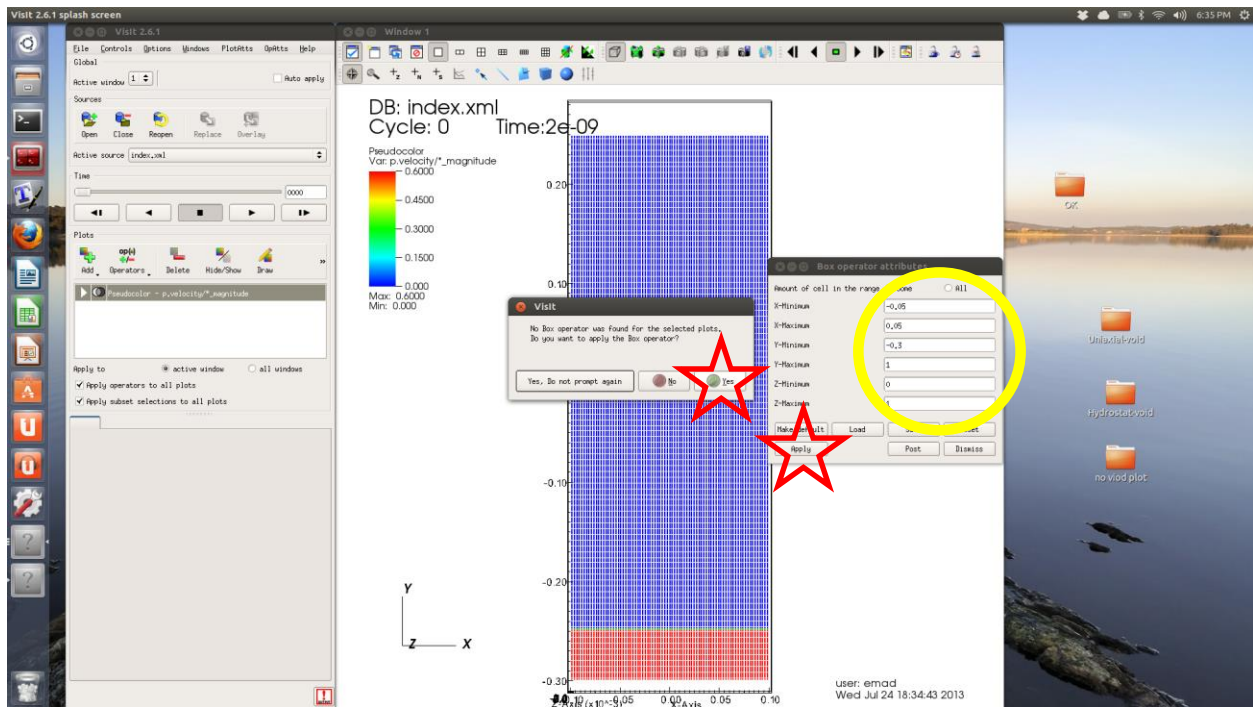 VisIt 2.6.1 splash screen
6:35 PM
VisIt 2.6.1
File Controls Options Windows PlotAtts OpAtts Help
Global
Active window 1
Auto apply
Sources
Open Close Reopen Replace Overlay
Active source index.xml
Time
0000
Plots
Add Operators Delete Hide/Show Draw »
Pseudocolor - p.velocity/*_magnitude
Apply to active window all windows
Apply operators to all plots
Apply subset selections to all plots
Window 1
DB: index.xml
Cycle: 0 Time:2e-09
Pseudocolor
Var: p.velocity/*_magnitude
0.6000
0.4500
0.3000
0.1500
0.000
Max: 0.6000
Min: 0.000
0.20
0.10
-0.10
-0.20
-0.30
0.05
0.10
X-Axis
Y
Z X
user: emad
Wed Jul 24 18:34:43 2013
VisIt
No Box operator was found for the selected plots.
Do you want to apply the Box operator?
Yes, Do not prompt again No Yes
Box operator attributes
Amount of cell in the range Some All
X-Minimum -0.05
X-Maximum 0.05
Y-Minimum -0.3
Y-Maximum 1
Z-Minimum 0
Z-Maximum 1
Make default Load
Apply Post Dismiss
OK
Uniaxial-void
Hydrostat-void
no viod plot